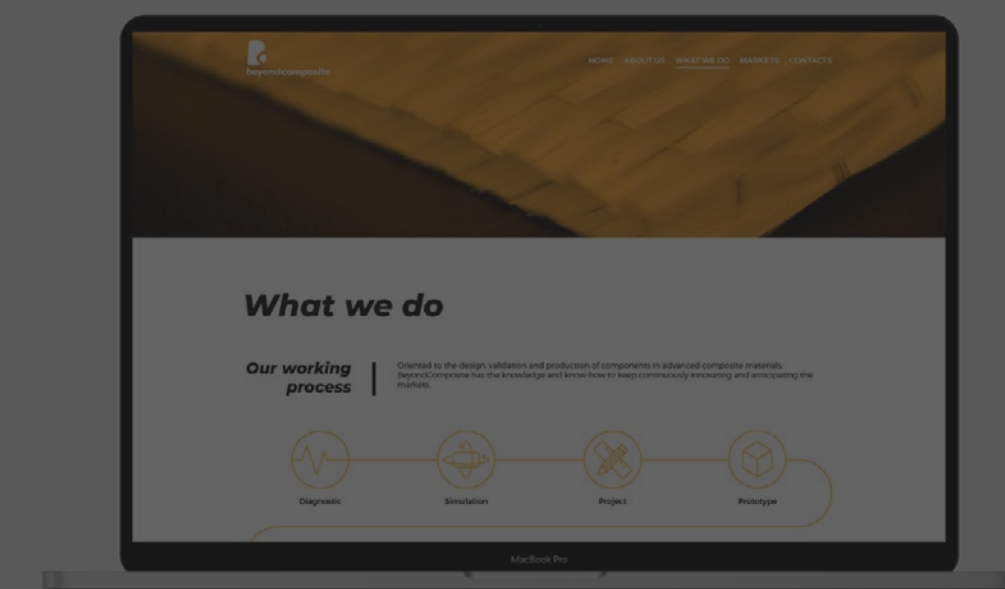 beyondcomposite
HOME ABOUT US WHAT WE DO MARKETS CONTACTS
What we do
Our working
process
Oriented to the design, validation and production of components in advanced composite materials
BeyondComposite has the knowledge and know-how to keep continuously innovating and anticipating the
markets.
Diagnostic Simulation Project Prototype
MacBook Pro